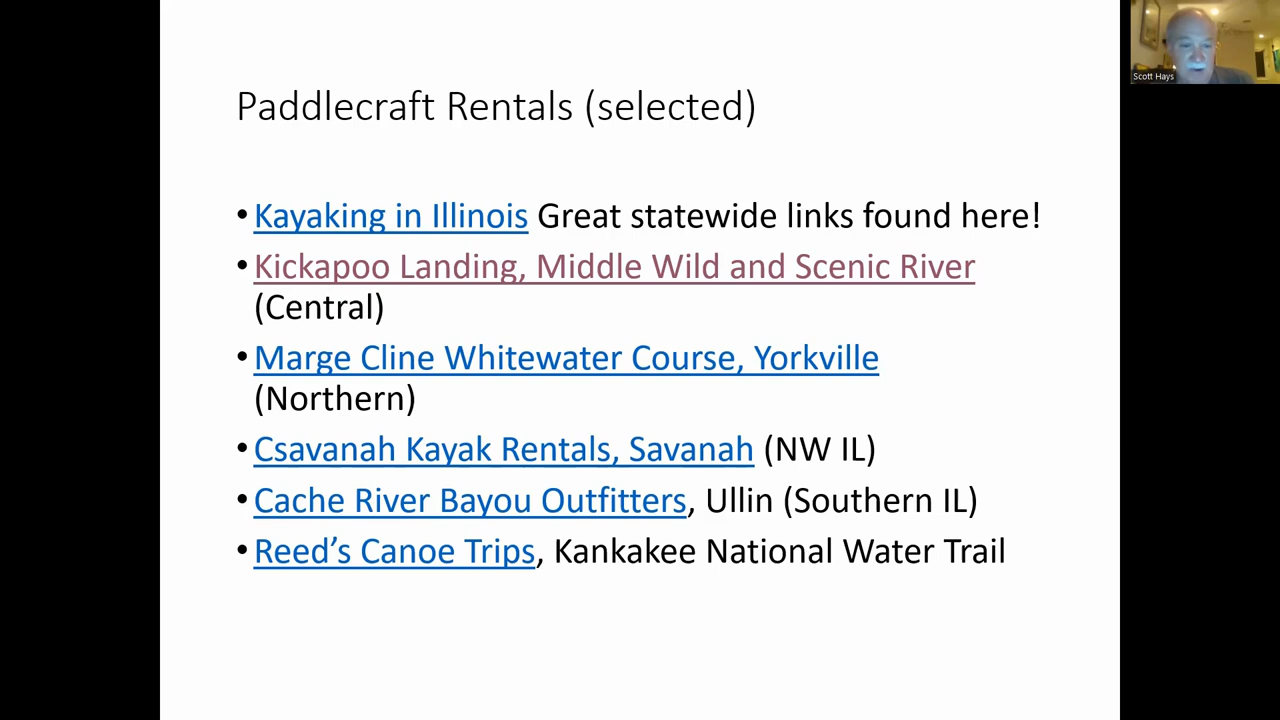 Paddlecraft Rentals (selected)
•Kayaking in Illinois Great statewide links found here!
•Kickapoo Landing, Middle Wild and Scenic River
(Central)
•Marge Cline Whitewater Course, Yorkville
(Northern)
•Csavanah Kayak Rentals, Savanah (NW IL)
•Cache River Bayou Outfitters, Ullin (Southern IL)
•Reed’s Canoe Trips, Kankakee National Water Trail
Scott Hays